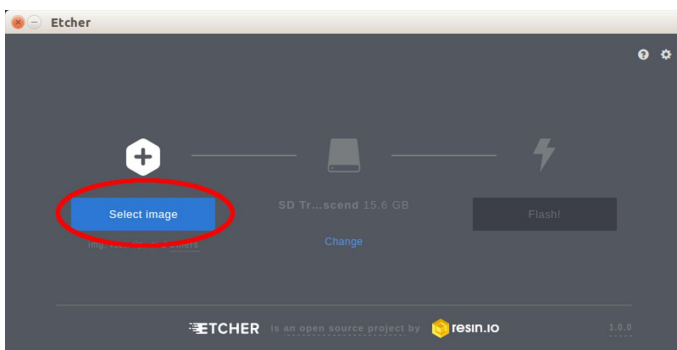 Etcher
Select image
SD Tr...scend 15.6 GB
Flash!
Change
ETCHER is an open source project by resin.io
1.0.0